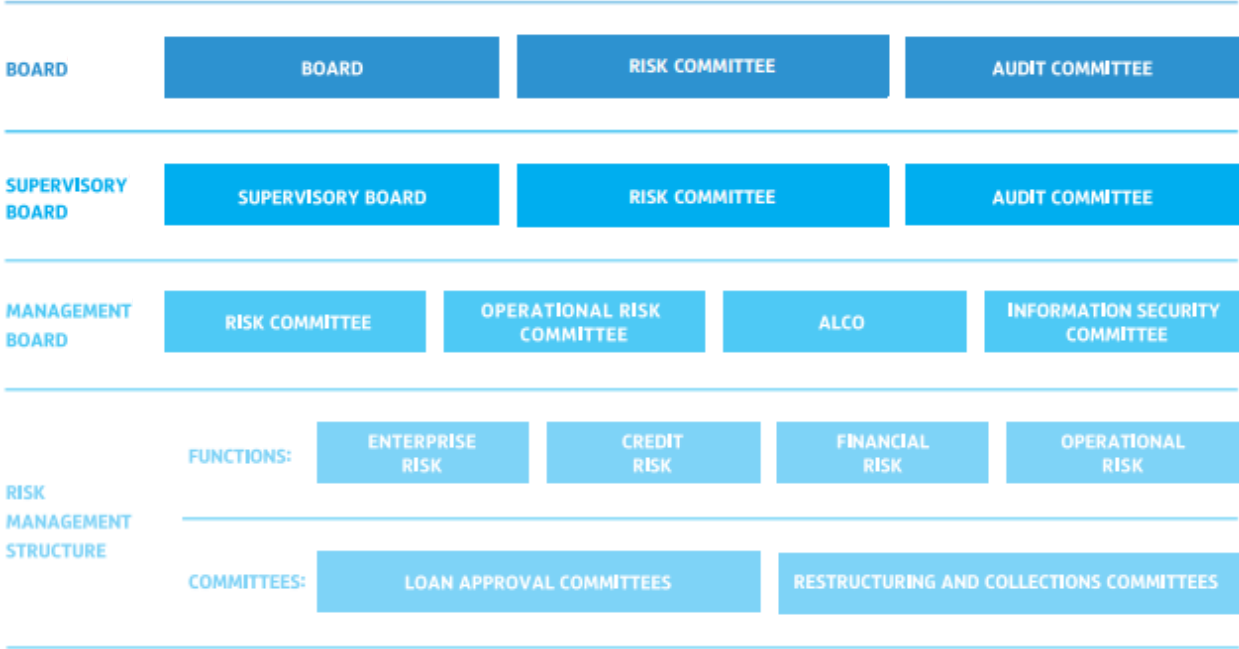 BOARD
BOARD
RISK COMMITTEE
AUDIT COMMITTEE
SUPERVISORY
BOARD
SUPERVISORY BOARD
RISK COMMITTEE
AUDIT COMMITTEE
MANAGEMENT
BOARD
RISK COMMITTEE
OPERATIONAL RISK
COMMITTEE
ALCO
INFORMATION SECURITY
COMMITTEE
RISK
MANAGEMENT
STRUCTURE
FUNCTIONS:
ENTERPRISE
RISK
CREDIT
RISK
FINANCIAL
RISK
OPERATIONAL
RISK
COMMITTEES:
LOAN APPROVAL COMMITTEES
RESTRUCTURING AND COLLECTIONS COMMITTEES